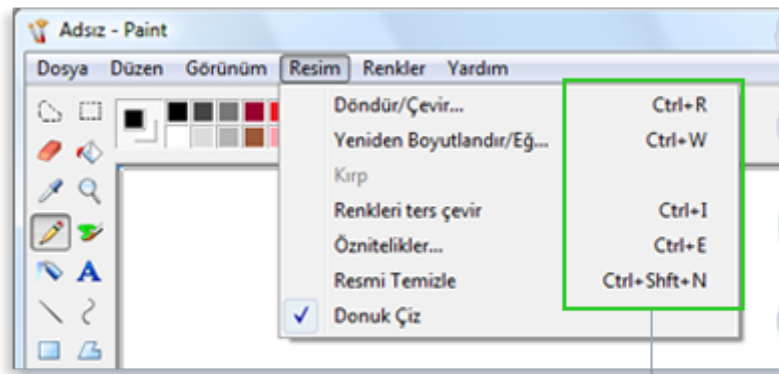 Adsız - Paint
Dosya Düzen Görünüm Resim Renkler Yardım
Döndür/Çevir... Ctrl+R
Yeniden Boyutlandır/Eğ... Ctrl+W
Kırp
Renkleri ters çevir Ctrl+I
Öznitelikler... Ctrl+E
Resmi Temizle Ctrl+Shft+N
Donuk Çiz
A